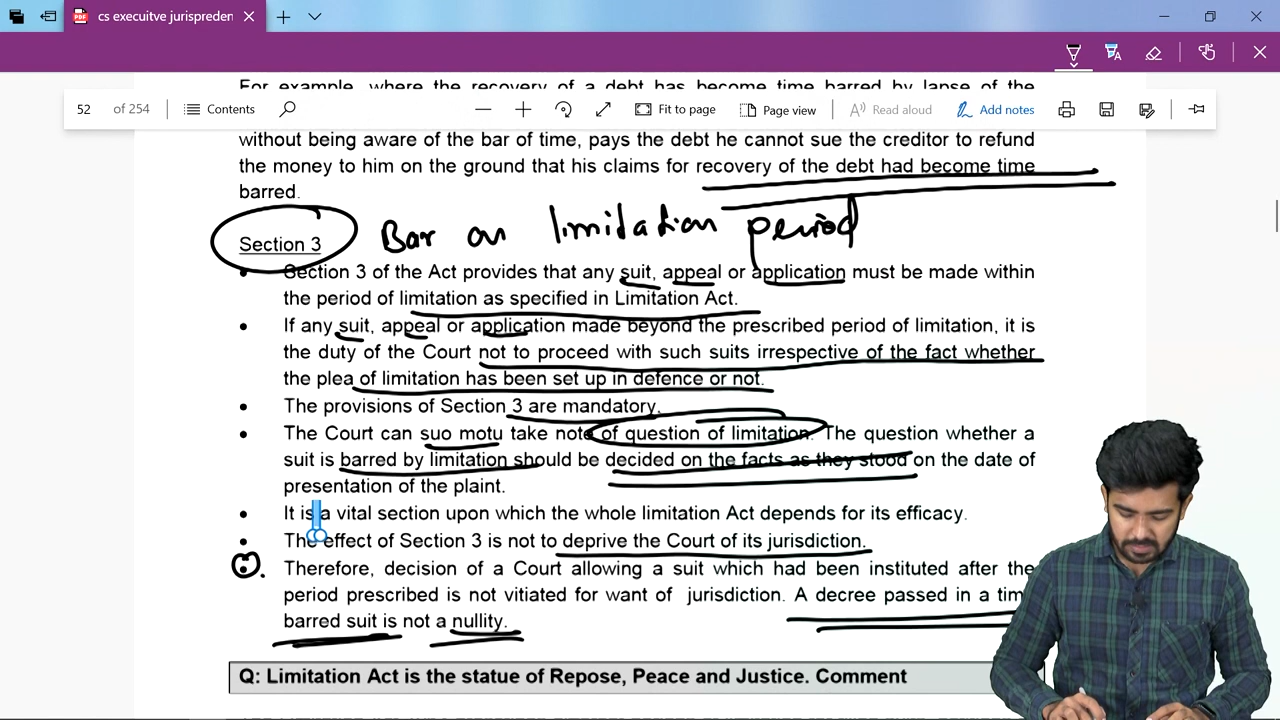 cs execuitve jurispreden
52 of 254 Contents Fit to page Page view Read aloud Add notes
For example, where the recovery of a debt has become time barred by lapse of the
without being aware of the bar of time, pays the debt he cannot sue the creditor to refund
the money to him on the ground that his claims for recovery of the debt had become time
barred.
Section 3 Bar on limitation period
• Section 3 of the Act provides that any suit, appeal or application must be made within
the period of limitation as specified in Limitation Act.
• If any suit, appeal or application made beyond the prescribed period of limitation, it is
the duty of the Court not to proceed with such suits irrespective of the fact whether
the plea of limitation has been set up in defence or not.
• The provisions of Section 3 are mandatory.
• The Court can suo motu take note of question of limitation. The question whether a
suit is barred by limitation should be decided on the facts as they stood on the date of
presentation of the plaint.
• It is a vital section upon which the whole limitation Act depends for its efficacy.
• The effect of Section 3 is not to deprive the Court of its jurisdiction.
• Therefore, decision of a Court allowing a suit which had been instituted after the
period prescribed is not vitiated for want of jurisdiction. A decree passed in a tim
barred suit is not a nullity.
Q: Limitation Act is the statue of Repose, Peace and Justice. Comment